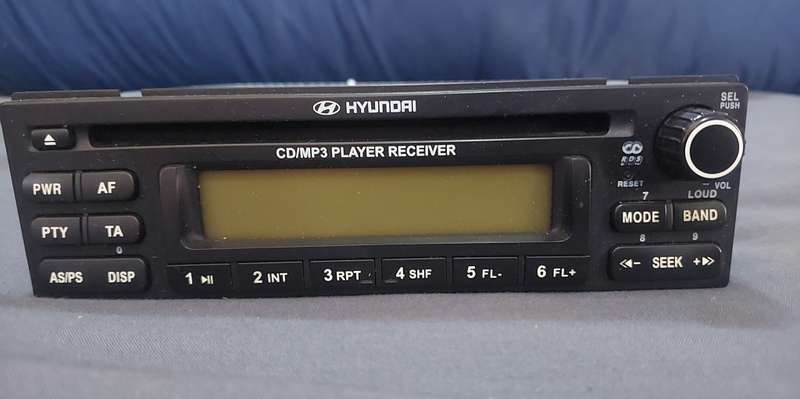 HYUNDAI
SEL
PUSH
CD/MP3 PLAYER RECEIVER
RDS
RESET
VOL
PWR AF
7 LOUD
MODE BAND
PTY TA
8 9
0
AS/PS DISP
1 2 INT 3 RPT 4 SHF 5 FL- 6 FL+
- SEEK +